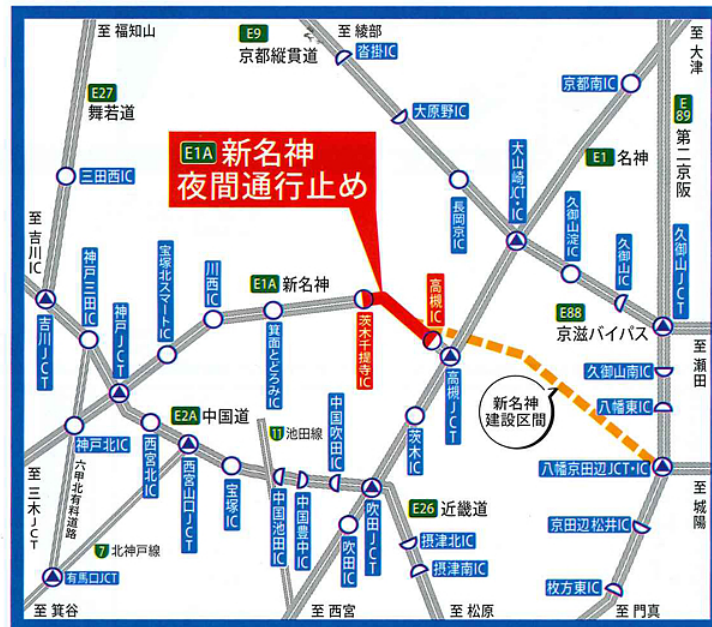 至 福知山
E27
舞若道
三田西IC
至 吉川IC
吉川JCT
神戸三田IC
神戸JCT
宝塚北スマートIC
川西IC
E9
京都縦貫道
至 綾部
沓掛IC
大原野IC
長岡京IC
大山崎JCT・IC
京都南IC
E1 名神
至 大津
E89
第二京阪
久御山淀IC
久御山IC
久御山JCT
E88
京滋バイパス
至 瀬田
久御山南IC
八幡東IC
八幡京田辺JCT・IC
至 城陽
京田辺松井IC
枚方東IC
至 門真
E1A 新名神
夜間通行止め
E1A 新名神
箕面とどろみIC
茨木千提寺IC
高槻IC
高槻JCT
新名神
建設区間
茨木IC
神戸北IC
至 三木JCT
六甲北有料道路
有馬口JCT
至 箕谷
7 北神戸線
西宮北IC
E2A 中国道
西宮山口JCT
宝塚IC
11 池田線
中国池田IC
中国豊中IC
中国吹田IC
吹田JCT
吹田IC
至 西宮
E26 近畿道
摂津北IC
摂津南IC
至 松原